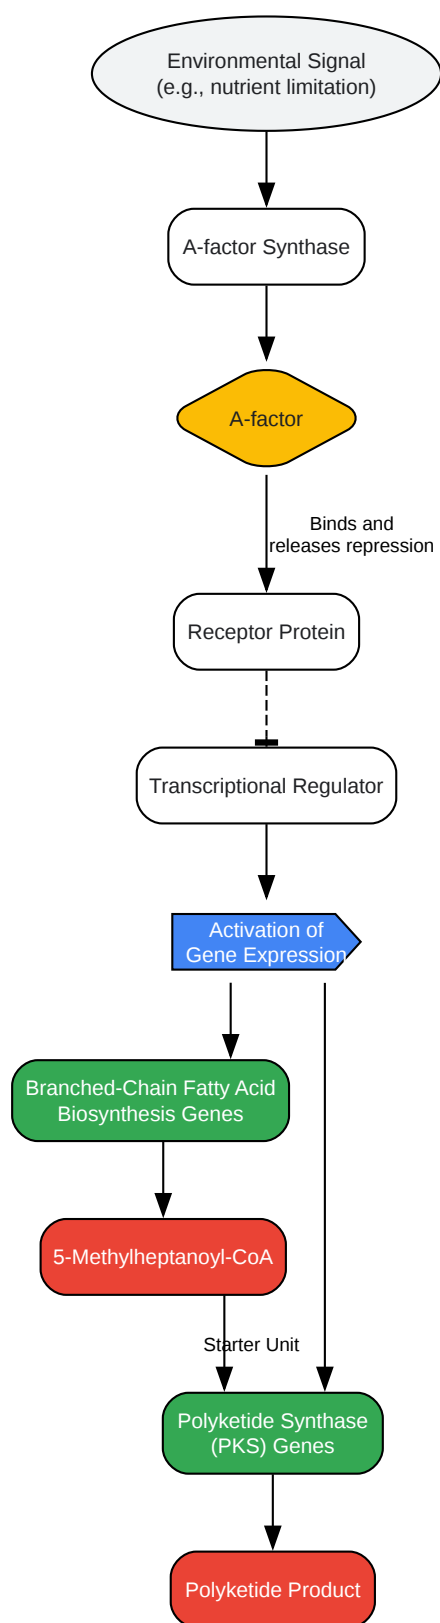 Environmental Signal
(e.g., nutrient limitation)
A-factor Synthase
A-factor
Binds and
releases repression
Receptor Protein
Transcriptional Regulator
Activation of
Gene Expression
Branched-Chain Fatty Acid
Biosynthesis Genes
5-Methylheptanoyl-CoA
Starter Unit
Polyketide Synthase
(PKS) Genes
Polyketide Product